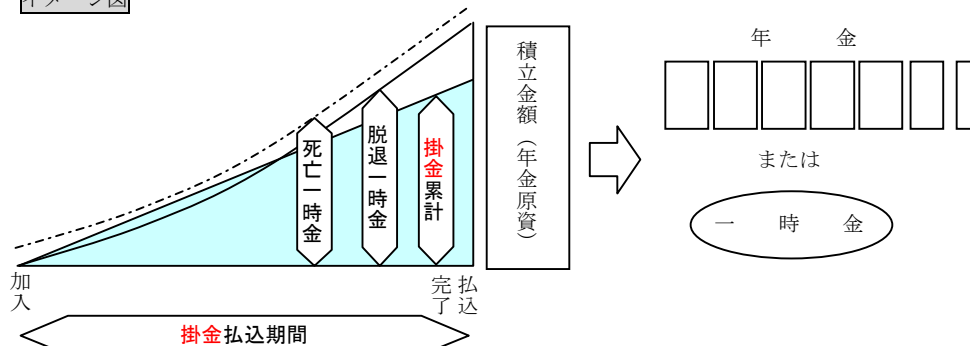 イメージ図
年　金
積立金額（年金原資）
死亡一時金
脱退一時金
掛金累計
または
一　時　金
加入
払込
完了
掛金払込期間